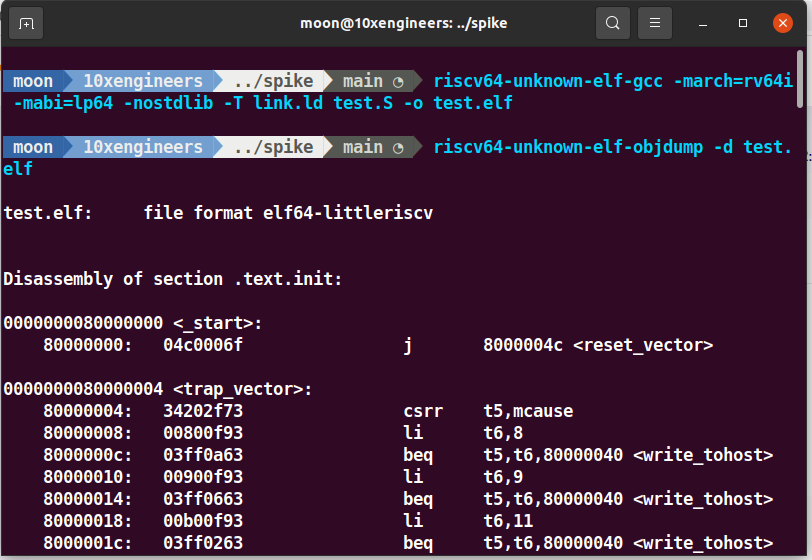 moon@10xengineers: ../spike
moon 10xengineers ../spike main riscv64-unknown-elf-gcc -march=rv64i
-mabi=lp64 -nostdlib -T link.ld test.S -o test.elf
moon 10xengineers ../spike main riscv64-unknown-elf-objdump -d test.
elf
test.elf: file format elf64-littleriscv
Disassembly of section .text.init:
0000000080000000 <_start>:
80000000: 04c0006f j 8000004c <reset_vector>
0000000080000004 <trap_vector>:
80000004: 34202f73 csrr t5,mcause
80000008: 00800f93 li t6,8
8000000c: 03ff0a63 beq t5,t6,80000040 <write_tohost>
80000010: 00900f93 li t6,9
80000014: 03ff0663 beq t5,t6,80000040 <write_tohost>
80000018: 00b00f93 li t6,11
8000001c: 03ff0263 beq t5,t6,80000040 <write_tohost>